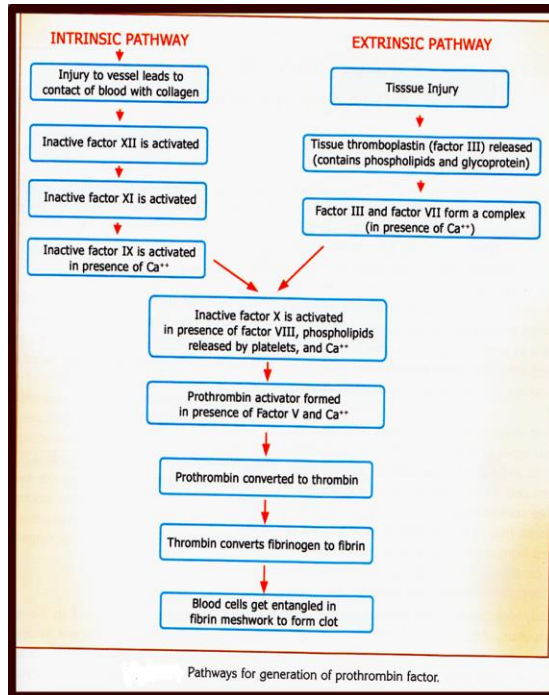 INTRINSIC PATHWAY
Injury to vessel leads to
contact of blood with collagen
Inactive factor XII is activated
Inactive factor XI is activated
Inactive factor IX is activated
in presence of Ca⁺⁺
EXTRINSIC PATHWAY
Tisssue Injury
Tissue thromboplastin (factor III) released
(contains phospholipids and glycoprotein)
Factor III and factor VII form a complex
(in presence of Ca⁺⁺)
Inactive factor X is activated
in presence of factor VIII, phospholipids
released by platelets, and Ca⁺⁺
Prothrombin activator formed
in presence of Factor V and Ca⁺⁺
Prothrombin converted to thrombin
Thrombin converts fibrinogen to fibrin
Blood cells get entangled in
fibrin meshwork to form clot
Pathways for generation of prothrombin factor.